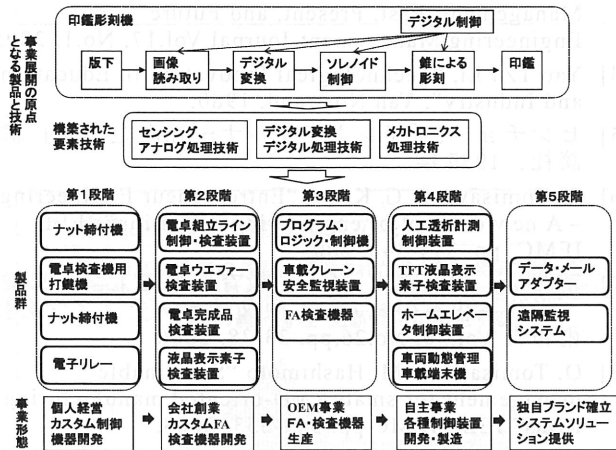 印鑑彫刻機
デジタル制御
版下
画像
読み取り
デジタル
変換
ソレノイド
制御
錐による
彫刻
印鑑
事業展開の原点
となる製品と技術
構築された
要素技術
センシング、
アナログ処理技術
デジタル変換
デジタル処理技術
メカトロニクス
処理技術
第1段階
第2段階
第3段階
第4段階
第5段階
製品群
ナット締付機
電卓検査機用
打鍵機
ナット締付機
電子リレー
電卓組立ライン
制御・検査装置
電卓ウエファー
検査装置
電卓完成品
検査装置
液晶表示素子
検査装置
プログラム・
ロジック・制御機
車載クレーン
安全監視装置
FA検査機器
人工透析計測
制御装置
TFT液晶表示
素子検査装置
ホームエレベー
タ制御装置
車両動態管理
車載端末機
データ・メール
アダプター
遠隔監視
システム
事業形態
個人経営
カスタム制御
機器開発
会社創業
カスタムFA
検査機器開発
OEM事業
FA・検査機器
生産
自主事業
各種制御装置
開発・製造
独自ブランド確立
システムソリュー
ション提供